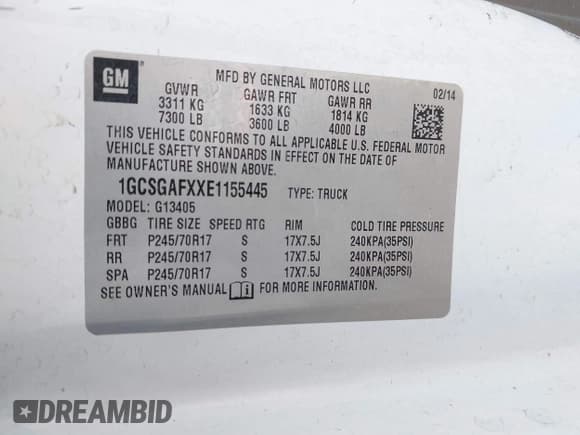 GM
MFD BY GENERAL MOTORS LLC
02/14
GVWR GAWR FRT GAWR RR
3311 KG 1633 KG 1814 KG
7300 LB 3600 LB 4000 LB
THIS VEHICLE CONFORMS TO ALL APPLICABLE U.S. FEDERAL MOTOR
VEHICLE SAFETY STANDARDS IN EFFECT ON THE DATE OF
MANUFACTURE SHOWN ABOVE.
1GCSGAFXXE1155445 TYPE: TRUCK
MODEL: G13405
GBBG TIRE SIZE SPEED RTG RIM COLD TIRE PRESSURE
FRT P245/70R17 S 17X7.5J 240KPA(35PSI)
RR P245/70R17 S 17X7.5J 240KPA(35PSI)
SPA P245/70R17 S 17X7.5J 240KPA(35PSI)
SEE OWNER'S MANUAL FOR MORE INFORMATION.
DREAMBID